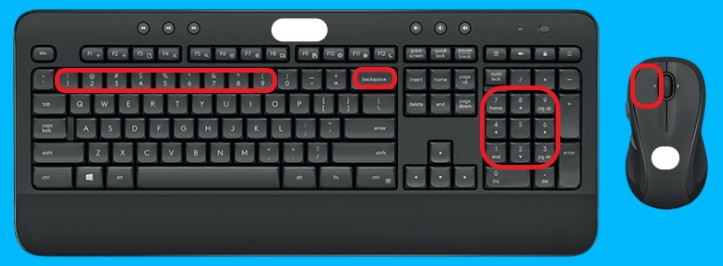 esc F1 F2 F3 F4 F5 F6 F7 F8 F9 F10 F11 F12 print screen scroll lock pause break
! 1 @ 2 # 3 $ 4 % 5 ^ 6 & 7 * 8 ( 9 ) 0 - + = backspace insert home page up num lock / * -
tab Q W E R T Y U I O P { [ } ] | \ delete end page down 7 home 8 9 pg up +
caps lock A S D F G H J K L : ; " ' enter 4 5 6
shift Z X C V B N M < , > . ? / shift 1 end 2 3 pg dn enter
ctrl alt alt fn ctrl 0 ins . del